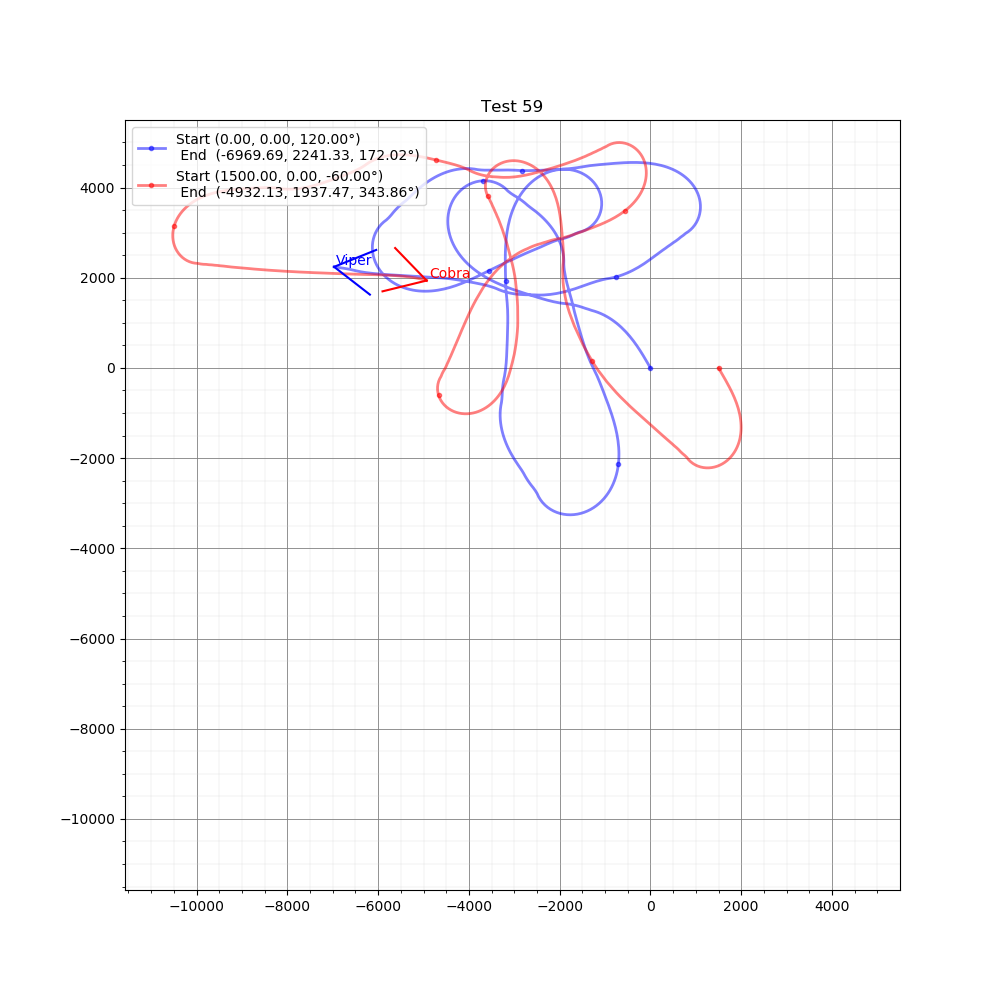 Test 59
Start (0.00, 0.00, 120.00°)
End (-6969.69, 2241.33, 172.02°)
Start (1500.00, 0.00, -60.00°)
End (-4932.13, 1937.47, 343.86°)
Viper
Cobra
4000
2000
0
−2000
−4000
−6000
−8000
−10000
−10000 −8000 −6000 −4000 −2000 0 2000 4000